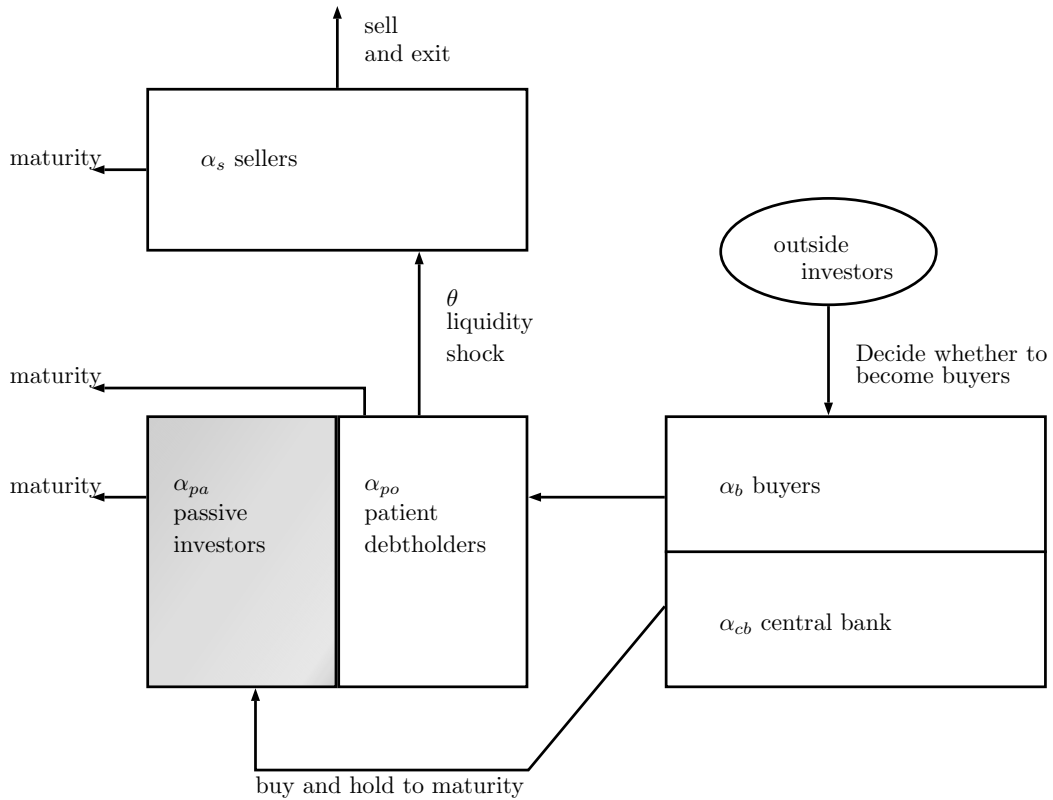 sell
and exit
maturity
αs sellers
outside
investors
θ
liquidity
shock
Decide whether to
become buyers
maturity
maturity
αpa
passive
investors
αpo
patient
debtholders
αb buyers
αcb central bank
buy and hold to maturity